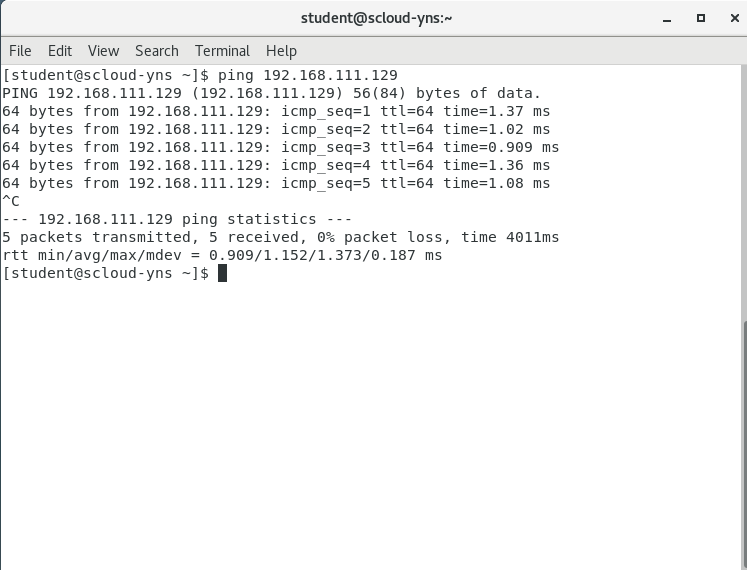 student@scloud-yns:~
File Edit View Search Terminal Help
[student@scloud-yns ~]$ ping 192.168.111.129
PING 192.168.111.129 (192.168.111.129) 56(84) bytes of data.
64 bytes from 192.168.111.129: icmp_seq=1 ttl=64 time=1.37 ms
64 bytes from 192.168.111.129: icmp_seq=2 ttl=64 time=1.02 ms
64 bytes from 192.168.111.129: icmp_seq=3 ttl=64 time=0.909 ms
64 bytes from 192.168.111.129: icmp_seq=4 ttl=64 time=1.36 ms
64 bytes from 192.168.111.129: icmp_seq=5 ttl=64 time=1.08 ms
^C
--- 192.168.111.129 ping statistics ---
5 packets transmitted, 5 received, 0% packet loss, time 4011ms
rtt min/avg/max/mdev = 0.909/1.152/1.373/0.187 ms
[student@scloud-yns ~]$